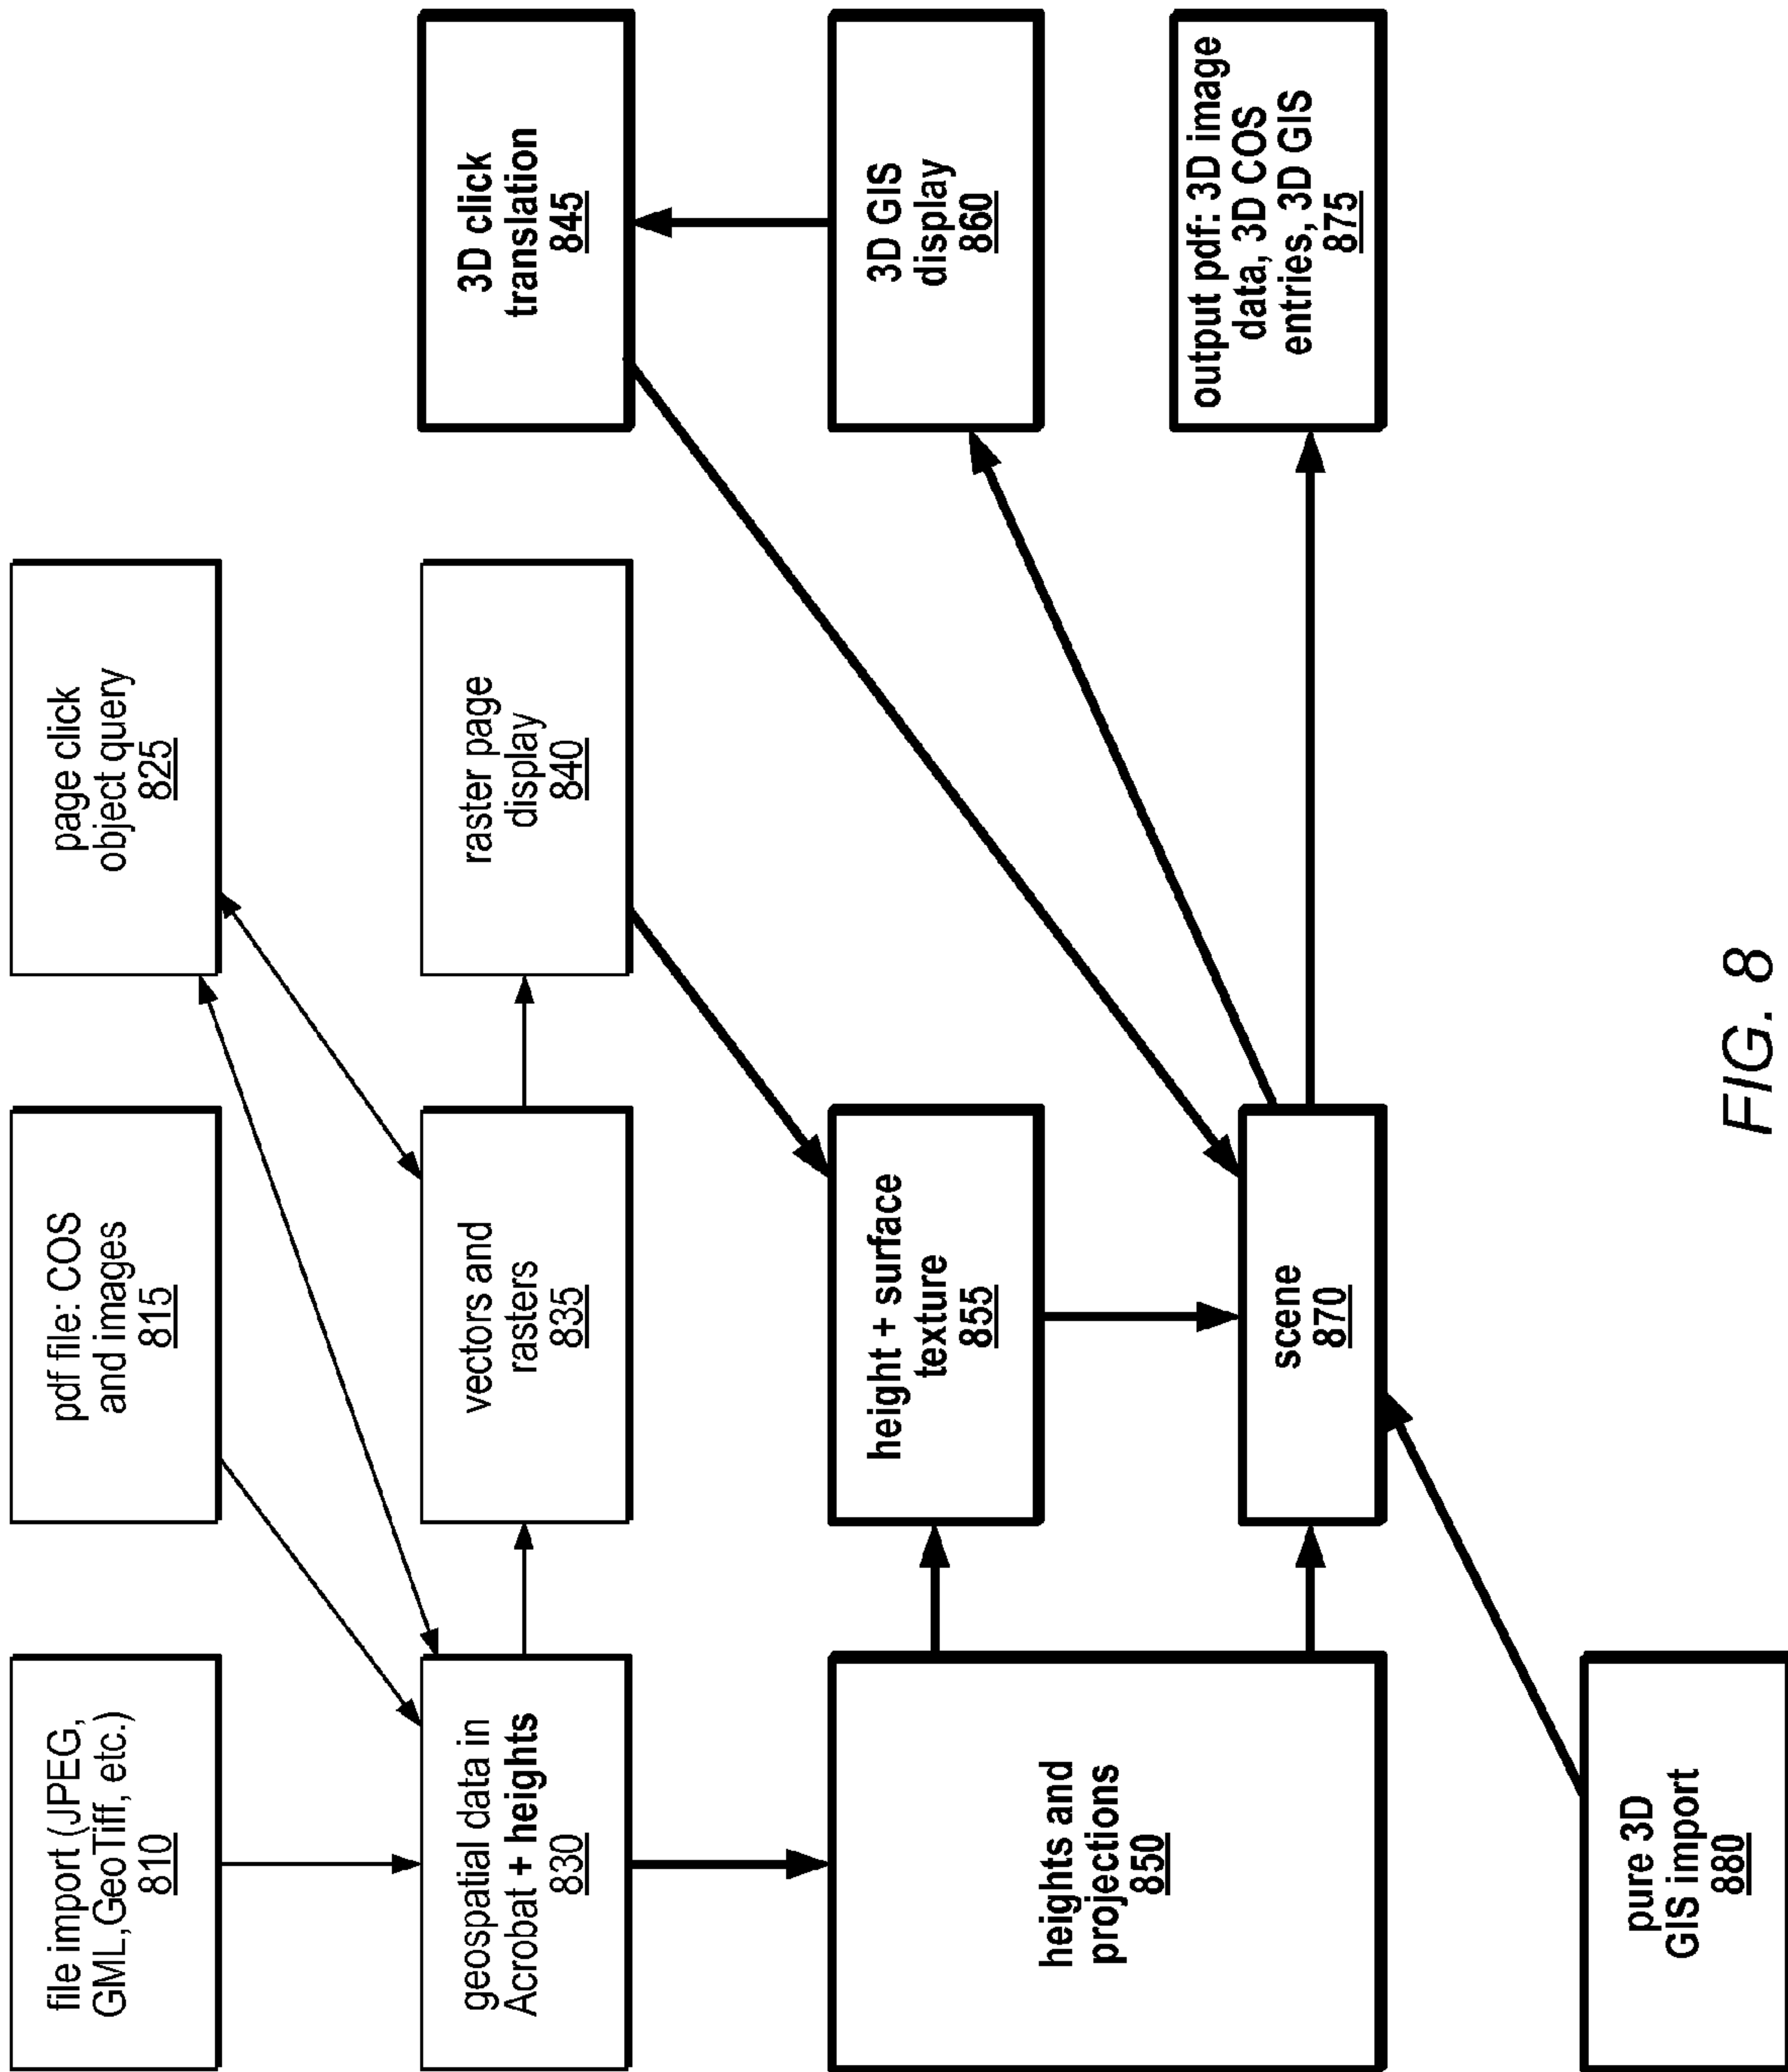 file import (JPEG,
GML,GeoTiff, etc.)
810
pdf file: COS
and images
815
page click
object query
825
geospatial data in
Acrobat + heights
830
vectors and
rasters
835
raster page
display
840
3D click
translation
845
heights and
projections
850
height + surface
texture
855
3D GIS
display
860
scene
870
output pdf: 3D image
data, 3D COS
entries, 3D GIS
875
pure 3D
GIS import
880
FIG. 8